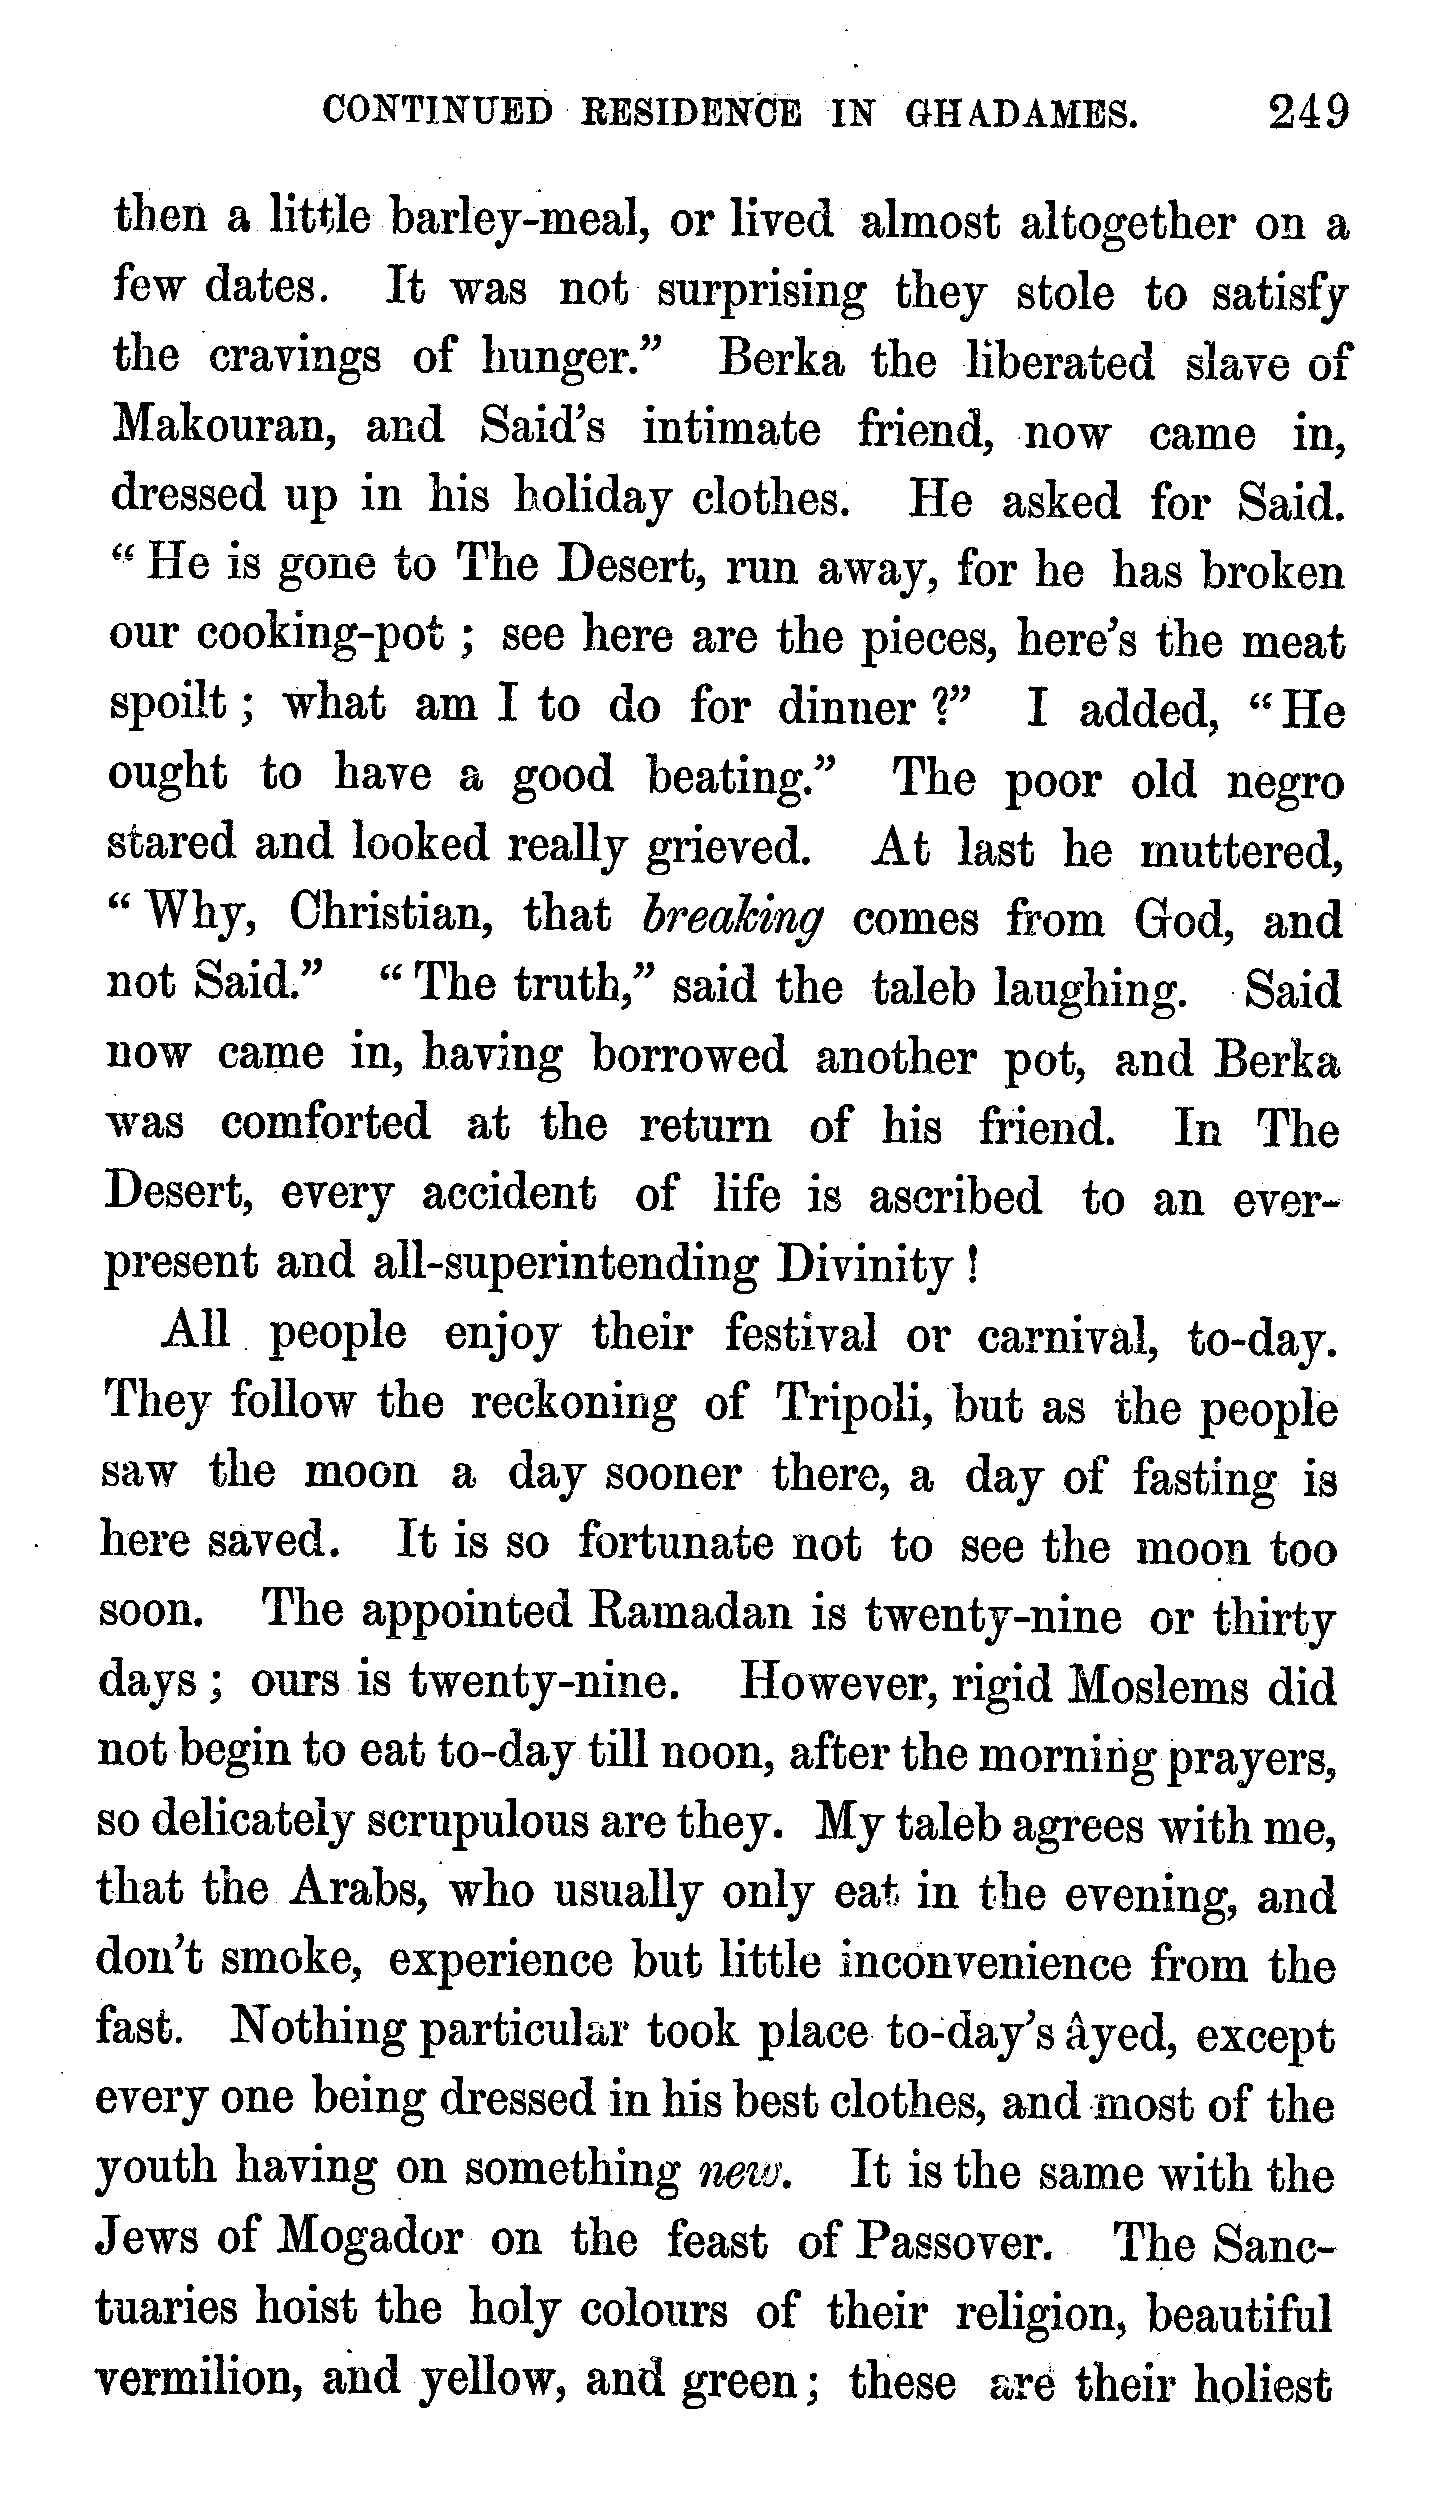 CONTINUED RESIDENCE IN GHADAMES. 249
then a little barley-meal, or lived almost altogether on a
few dates. It was not surprising they stole to satisfy
the cravings of hunger.” Berka the liberated slave of
Makouran, and Said’s intimate friend, now came in,
dressed up in his holiday clothes. He asked for Said.
“ He is gone to The Desert, run away, for he has broken
our cooking-pot ; see here are the pieces, here’s the meat
spoilt ; what am I to do for dinner ?” I added, “ He
ought to have a good beating.” The poor old negro
stared and looked really grieved. At last he muttered,
“ Why, Christian, that breaking comes from God, and
not Said.” “ The truth,” said the taleb laughing. Said
now came in, having borrowed another pot, and Berka
was comforted at the return of his friend. In The
Desert, every accident of life is ascribed to an ever-
present and all-superintending Divinity !
All people enjoy their festival or carnival, to-day.
They follow the reckoning of Tripoli, but as the people
saw the moon a day sooner there, a day of fasting is
here saved. It is so fortunate not to see the moon too
soon. The appointed Ramadan is twenty-nine or thirty
days ; ours is twenty-nine. However, rigid Moslems did
not begin to eat to-day till noon, after the morning prayers,
so delicately scrupulous are they. My taleb agrees with me,
that the Arabs, who usually only eat in the evening, and
don’t smoke, experience but little inconvenience from the
fast. Nothing particular took place to-day’s âyed, except
every one being dressed in his best clothes, and most of the
youth having on something new. It is the same with the
Jews of Mogador on the feast of Passover. The Sanc-
tuaries hoist the holy colours of their religion, beautiful
vermilion, and yellow, and green ; these are their holiest